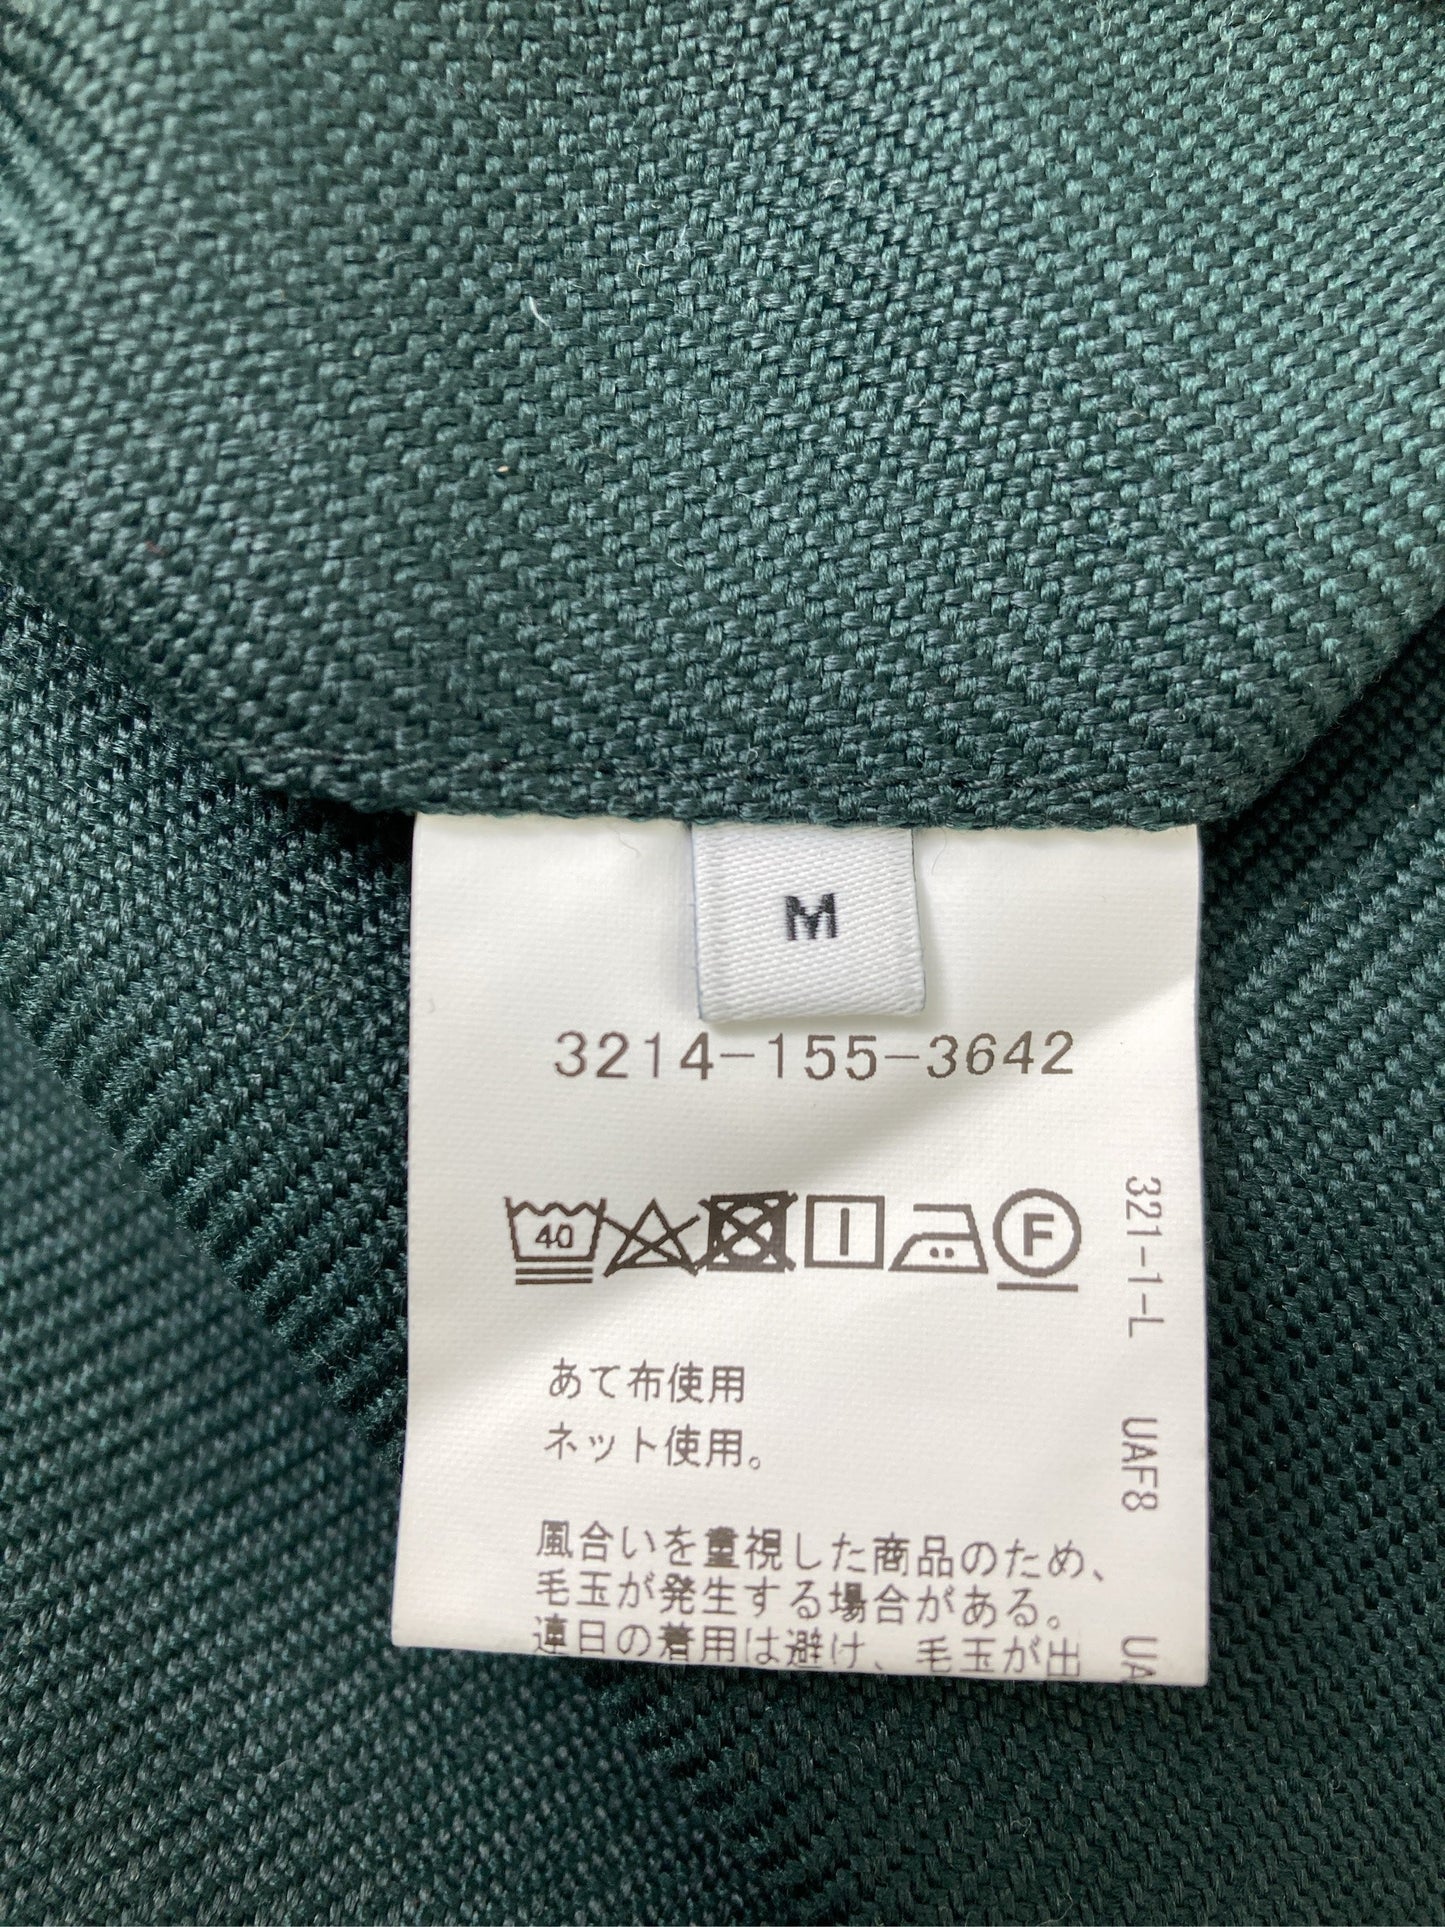 M
3214-155-3642
40
F
あて布使用
ネット使用。
風合いを重視した商品のため、
毛玉が発生する場合がある。
連日の着用は避け、毛玉が出
321-1-L
UAF8
UA